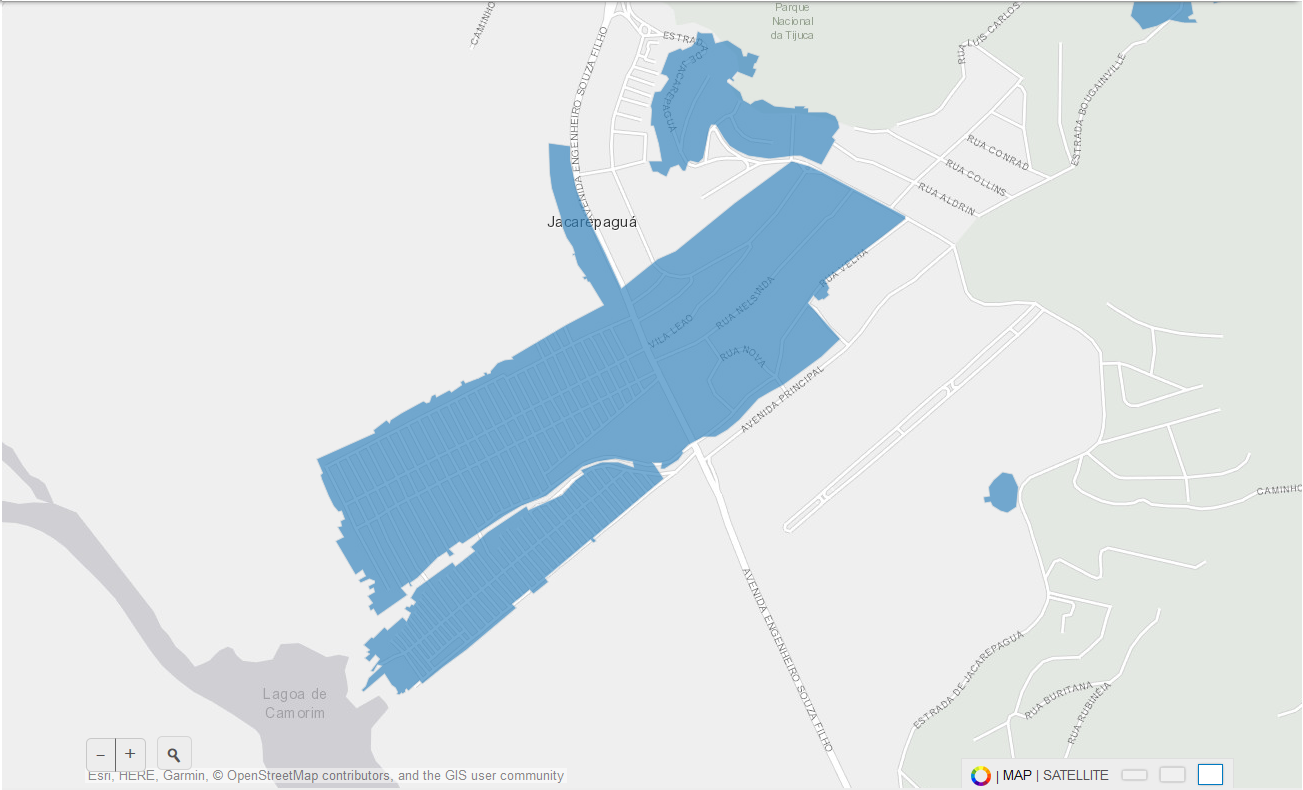 Parque
Nacional
da Tijuca
CAMINHO
ESTRADA DE JACAREPAGUA
RUA LUIS CARLOS
AVENIDA ENGENHEIRO SOUZA FILHO
ESTRADA BOUGAINVILLE
RUA CONRAD
RUA COLLINS
RUA ALDRIN
Jacarepaguá
RUA VELHA
RUA NELSINDA
VILA LEAO
RUA NOVA
AVENIDA PRINCIPAL
CAMINHO
AVENIDA ENGENHEIRO SOUZA FILHO
ESTRADA DE JACAREPAGUA
RUA BURITANA
RUA RUBINEIA
Lagoa de
Camorim
− +
Esri, HERE, Garmin, © OpenStreetMap contributors, and the GIS user community
| MAP | SATELLITE